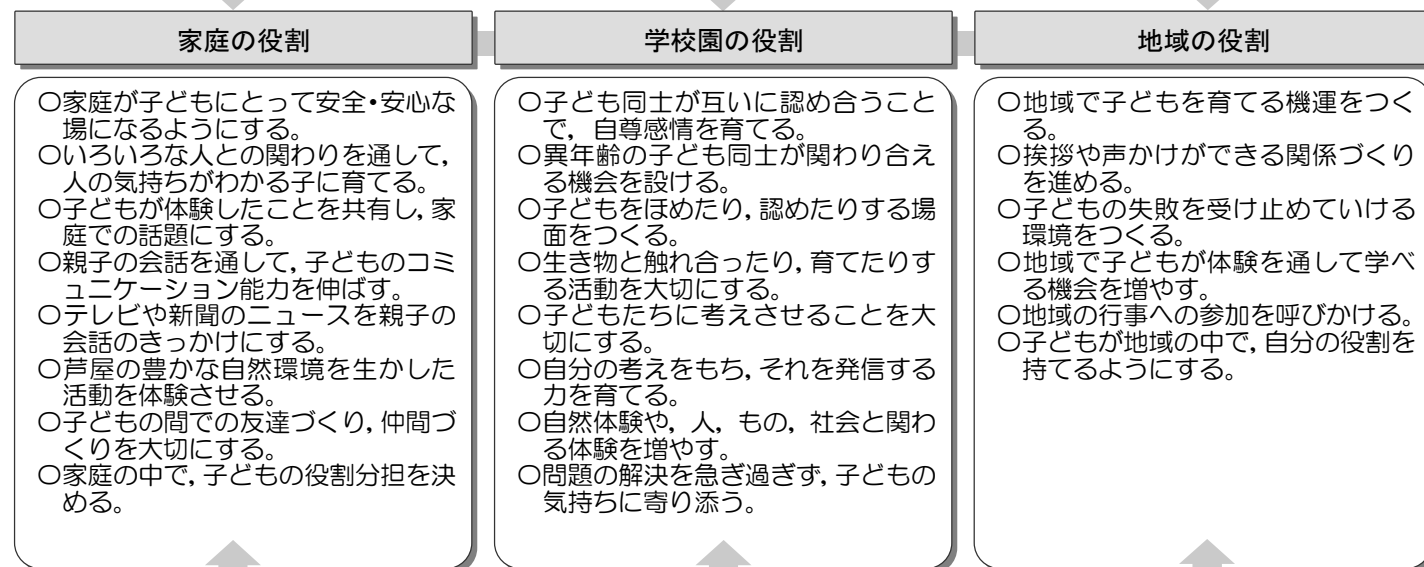 家庭の役割
〇家庭が子どもにとって安全・安心な
場になるようにする。
〇いろいろな人との関わりを通して，
人の気持ちがわかる子に育てる。
〇子どもが体験したことを共有し，家
庭での話題にする。
〇親子の会話を通して，子どものコミ
ュニケーション能力を伸ばす。
〇テレビや新聞のニュースを親子の
会話のきっかけにする。
〇芦屋の豊かな自然環境を生かした
活動を体験させる。
〇子どもの間での友達づくり，仲間づ
くりを大切にする。
〇家庭の中で，子どもの役割分担を決
める。
学校園の役割
〇子ども同士が互いに認め合うこと
で，自尊感情を育てる。
〇異年齢の子ども同士が関わり合え
る機会を設ける。
〇子どもをほめたり，認めたりする場
面をつくる。
〇生き物と触れ合ったり，育てたりす
る活動を大切にする。
〇子どもたちに考えさせることを大
切にする。
〇自分の考えをもち，それを発信する
力を育てる。
〇自然体験や，人，もの，社会と関わ
る体験を増やす。
〇問題の解決を急ぎ過ぎず，子どもの
気持ちに寄り添う。
地域の役割
〇地域で子どもを育てる機運をつく
る。
〇挨拶や声かけができる関係づくり
を進める。
〇子どもの失敗を受け止めていける
環境をつくる。
〇地域で子どもが体験を通して学べ
る機会を増やす。
〇地域の行事への参加を呼びかける。
〇子どもが地域の中で，自分の役割を
持てるようにする。